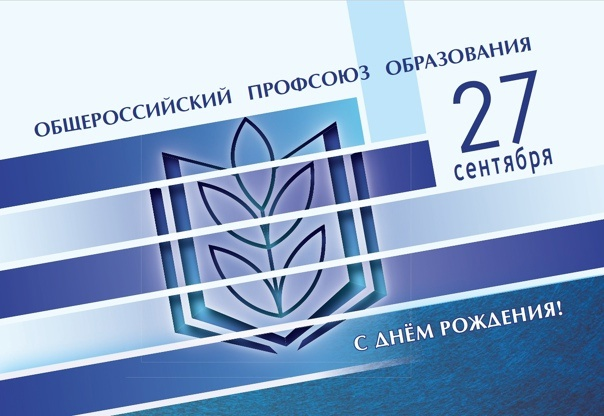 ОБЩЕРОССИЙСКИЙ ПРОФСОЮЗ ОБРАЗОВАНИЯ
27
сентября
С ДНЁМ РОЖДЕНИЯ!